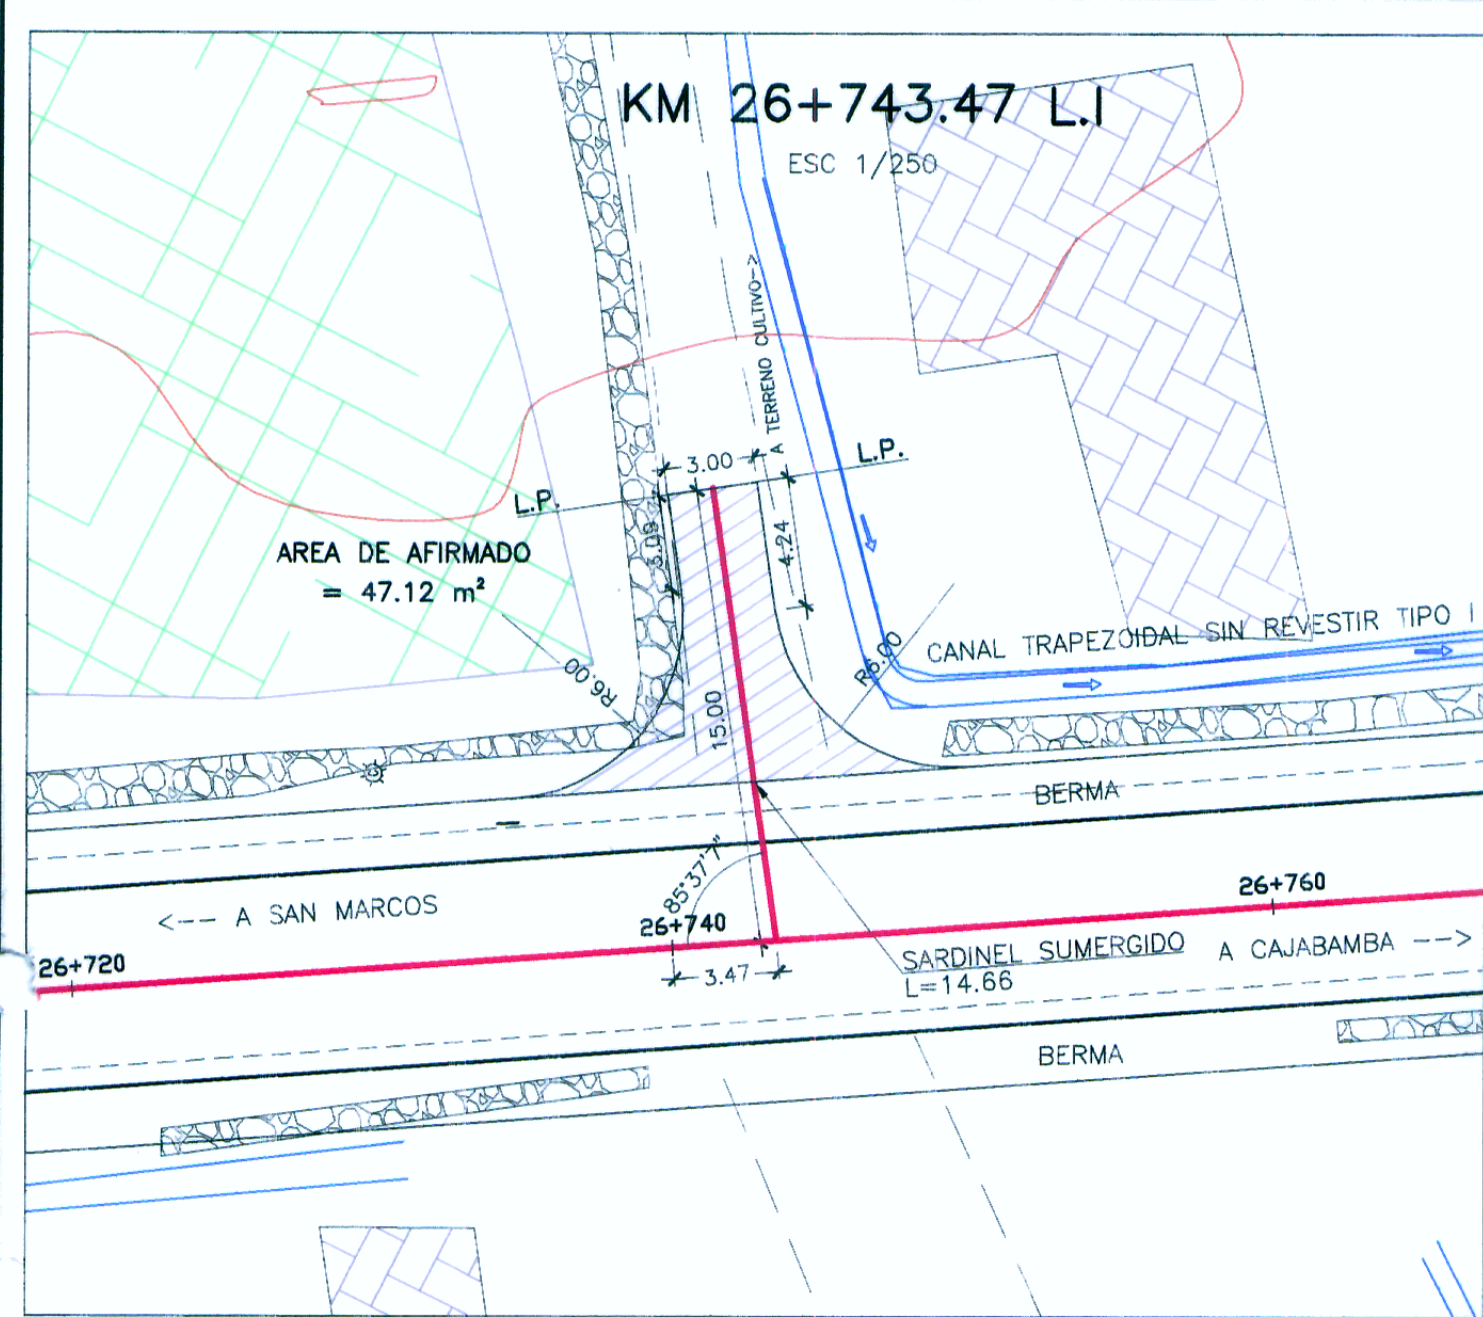 KM 26+743.47 L.I
ESC 1/250
A TERRENO CULTIVO-->
3.00
L.P.
L.P.
AREA DE AFIRMADO
= 47.12 m²
4.24
R6.00
R6.00
CANAL TRAPEZOIDAL SIN REVESTIR TIPO I
15.00
BERMA
85°37'7"
26+760
<--- A SAN MARCOS
26+740
26+720
3.47
SARDINEL SUMERGIDO
L=14.66
A CAJABAMBA -->
BERMA